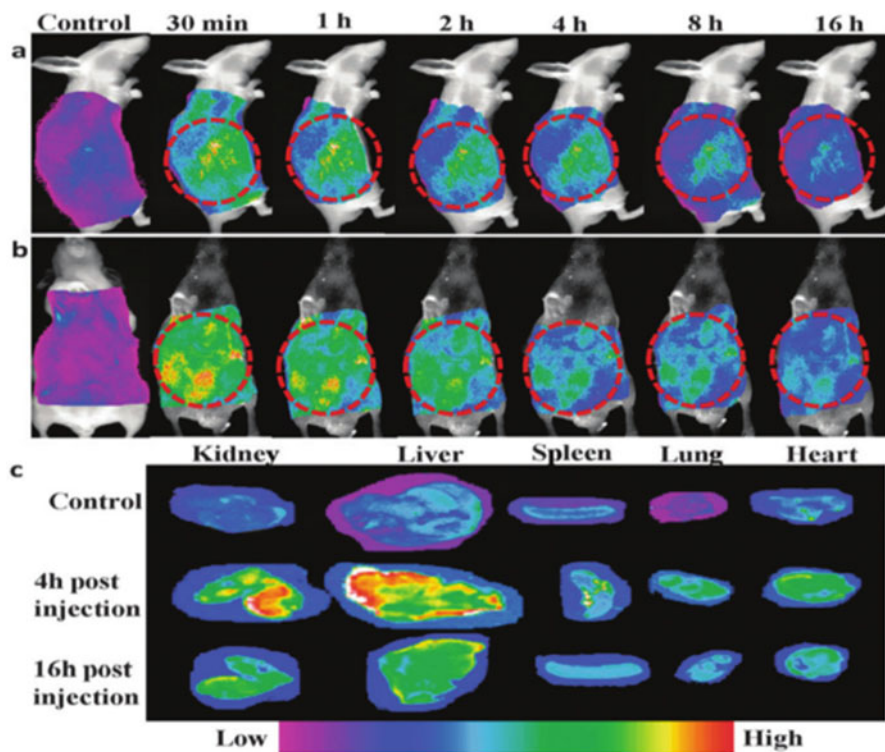 Control 30 min 1 h 2 h 4 h 8 h 16 h
a
b
Kidney Liver Spleen Lung Heart
c
Control
4h post
injection
16h post
injection
Low High